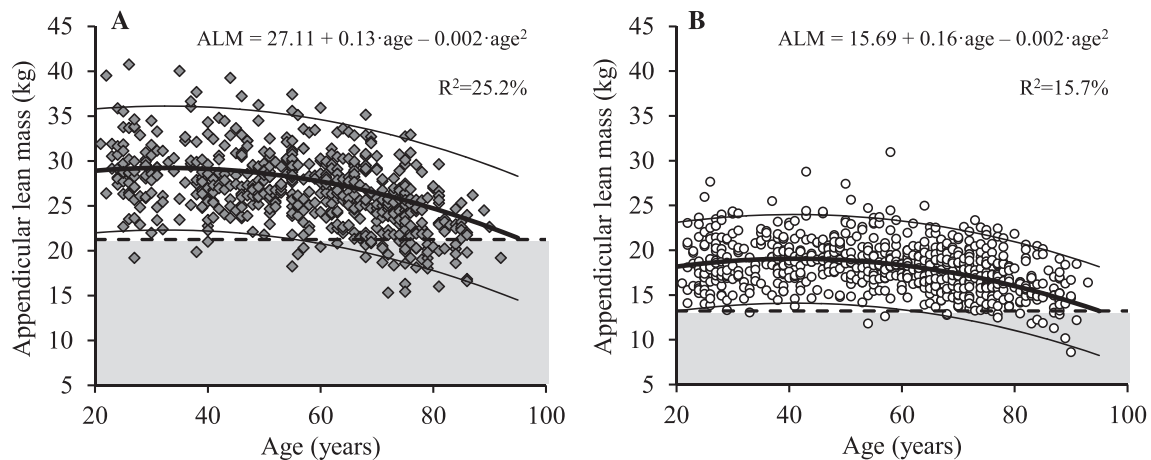 A
ALM = 27.11 + 0.13·age – 0.002·age²
R²=25.2%
Appendicular lean mass (kg)
45
40
35
30
25
20
15
10
5
20 40 60 80 100
Age (years)
B
ALM = 15.69 + 0.16·age – 0.002·age²
R²=15.7%
Appendicular lean mass (kg)
45
40
35
30
25
20
15
10
5
20 40 60 80 100
Age (years)